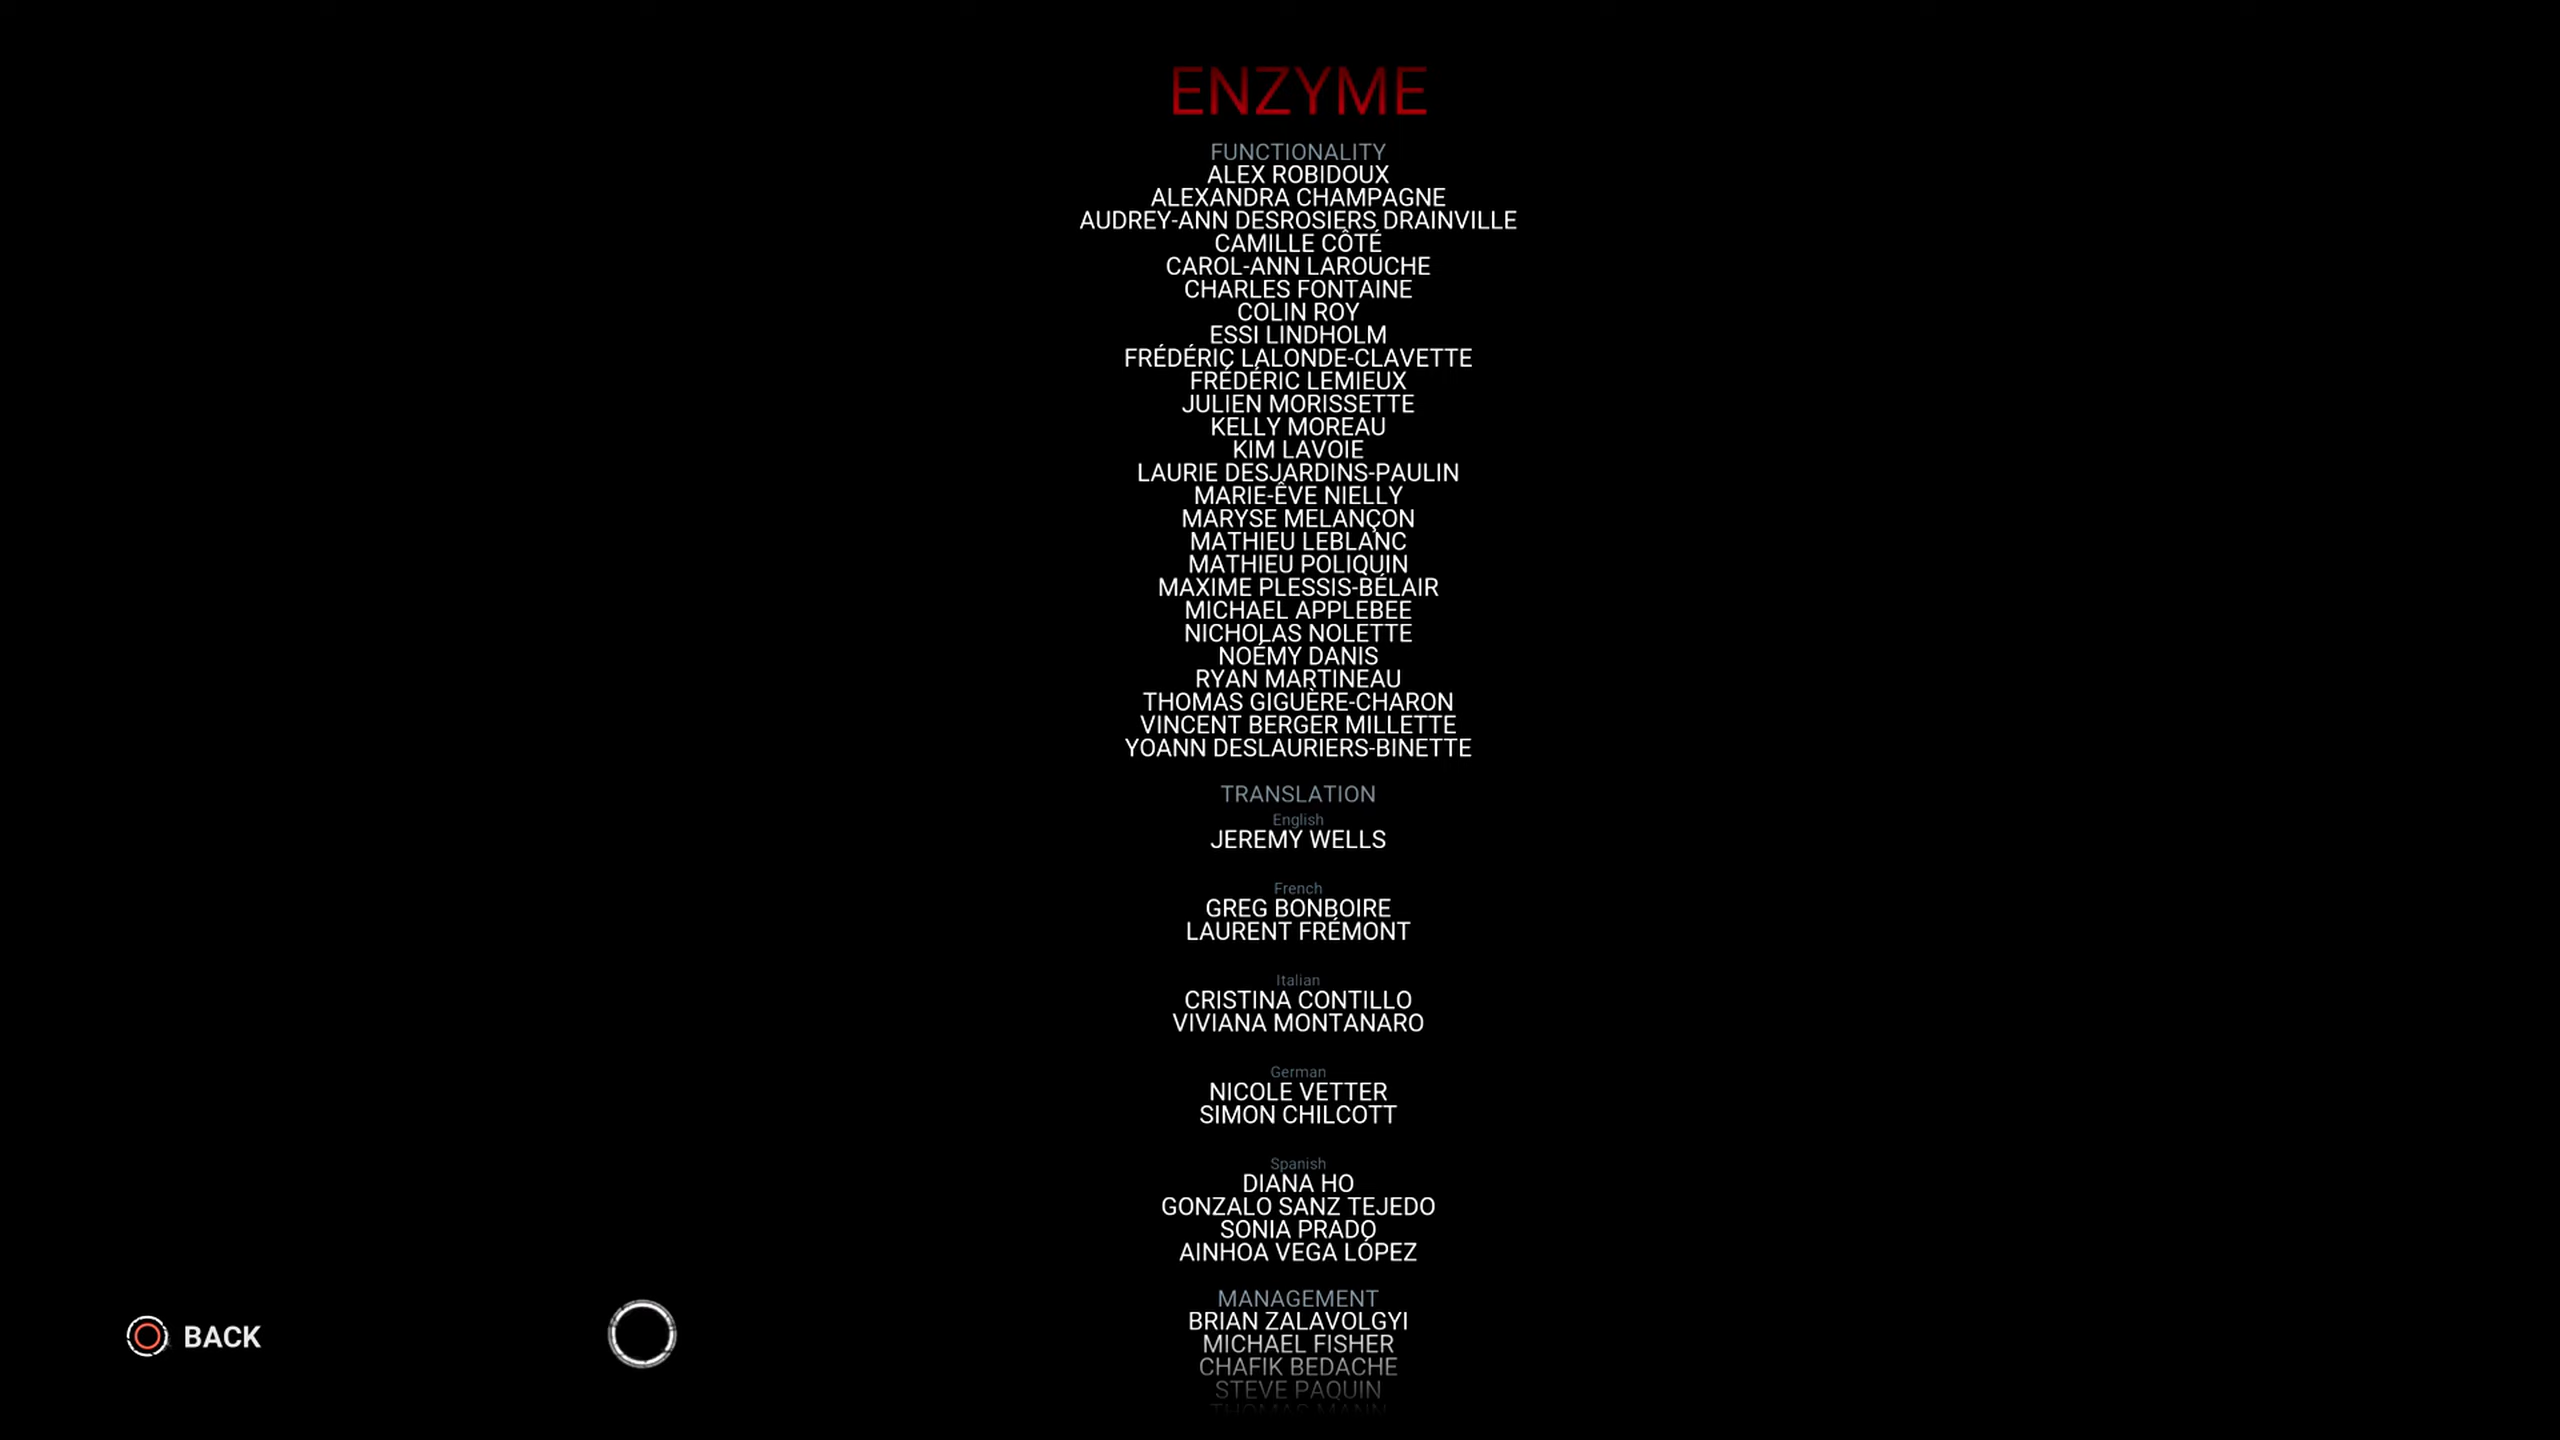 ENZYME
FUNCTIONALITY
ALEX ROBIDOUX
ALEXANDRA CHAMPAGNE
AUDREY-ANN DESROSIERS DRAINVILLE
CAMILLE CÔTÉ
CAROL-ANN LAROUCHE
CHARLES FONTAINE
COLIN ROY
ESSI LINDHOLM
FRÉDÉRIC LALONDE-CLAVETTE
FRÉDÉRIC LEMIEUX
JULIEN MORISSETTE
KELLY MOREAU
KIM LAVOIE
LAURIE DESJARDINS-PAULIN
MARIE-ÊVE NIELLY
MARYSE MELANÇON
MATHIEU LEBLANC
MATHIEU POLIQUIN
MAXIME PLESSIS-BÉLAIR
MICHAEL APPLEBEE
NICHOLAS NOLETTE
NOÉMY DANIS
RYAN MARTINEAU
THOMAS GIGUÈRE-CHARON
VINCENT BERGER MILLETTE
YOANN DESLAURIERS-BINETTE
TRANSLATION
English
JEREMY WELLS
French
GREG BONBOIRE
LAURENT FRÉMONT
Italian
CRISTINA CONTILLO
VIVIANA MONTANARO
German
NICOLE VETTER
SIMON CHILCOTT
Spanish
DIANA HO
GONZALO SANZ TEJEDO
SONIA PRADO
AINHOA VEGA LÓPEZ
MANAGEMENT
BRIAN ZALAVOLGYI
MICHAEL FISHER
CHAFIK BEDACHE
STEVE PAQUIN
THOMAS MANN
BACK